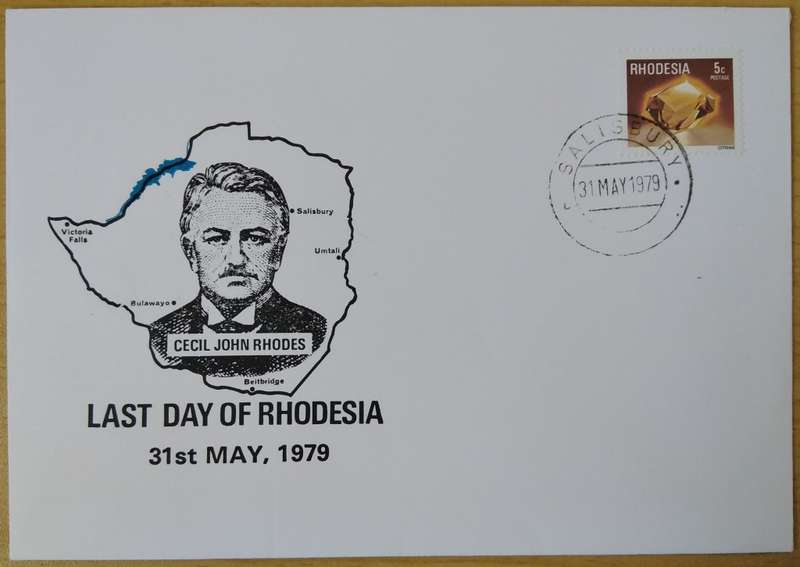 RHODESIA 5c
POSTAGE
CITRINE
SALISBURY
31 MAY 1979
Salisbury
Victoria
Falls
Umtali
Bulawayo
CECIL JOHN RHODES
Beitbridge
LAST DAY OF RHODESIA
31st MAY, 1979